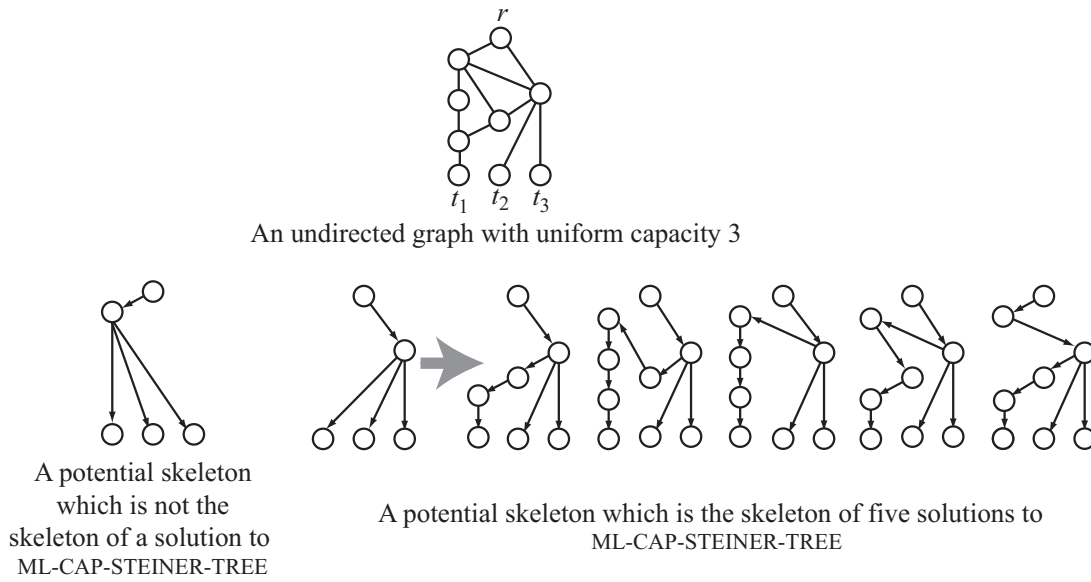 r
t1 t2 t3
An undirected graph with uniform capacity 3
A potential skeleton
which is not the
skeleton of a solution to
ML-CAP-STEINER-TREE
A potential skeleton which is the skeleton of five solutions to
ML-CAP-STEINER-TREE